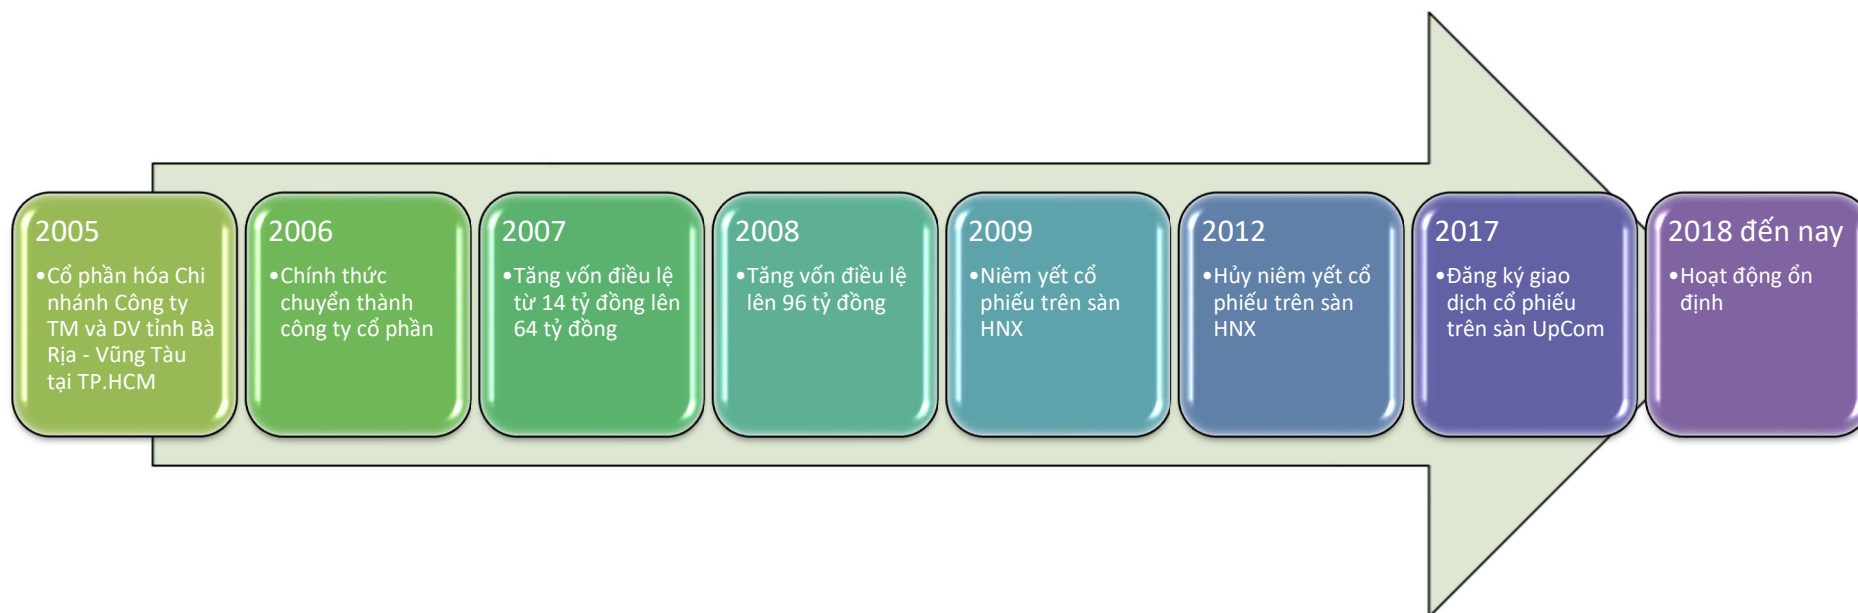 2005
•Cổ phần hóa Chi
nhánh Công ty
TM và DV tỉnh Bà
Rịa - Vũng Tàu
tại TP.HCM
2006
•Chính thức
chuyển thành
công ty cổ phần
2007
•Tăng vốn điều lệ
từ 14 tỷ đồng lên
64 tỷ đồng
2008
•Tăng vốn điều lệ
lên 96 tỷ đồng
2009
•Niêm yết cổ
phiếu trên sàn
HNX
2012
•Hủy niêm yết cổ
phiếu trên sàn
HNX
2017
•Đăng ký giao
dịch cổ phiếu
trên sàn UpCom
2018 đến nay
•Hoạt động ổn
định